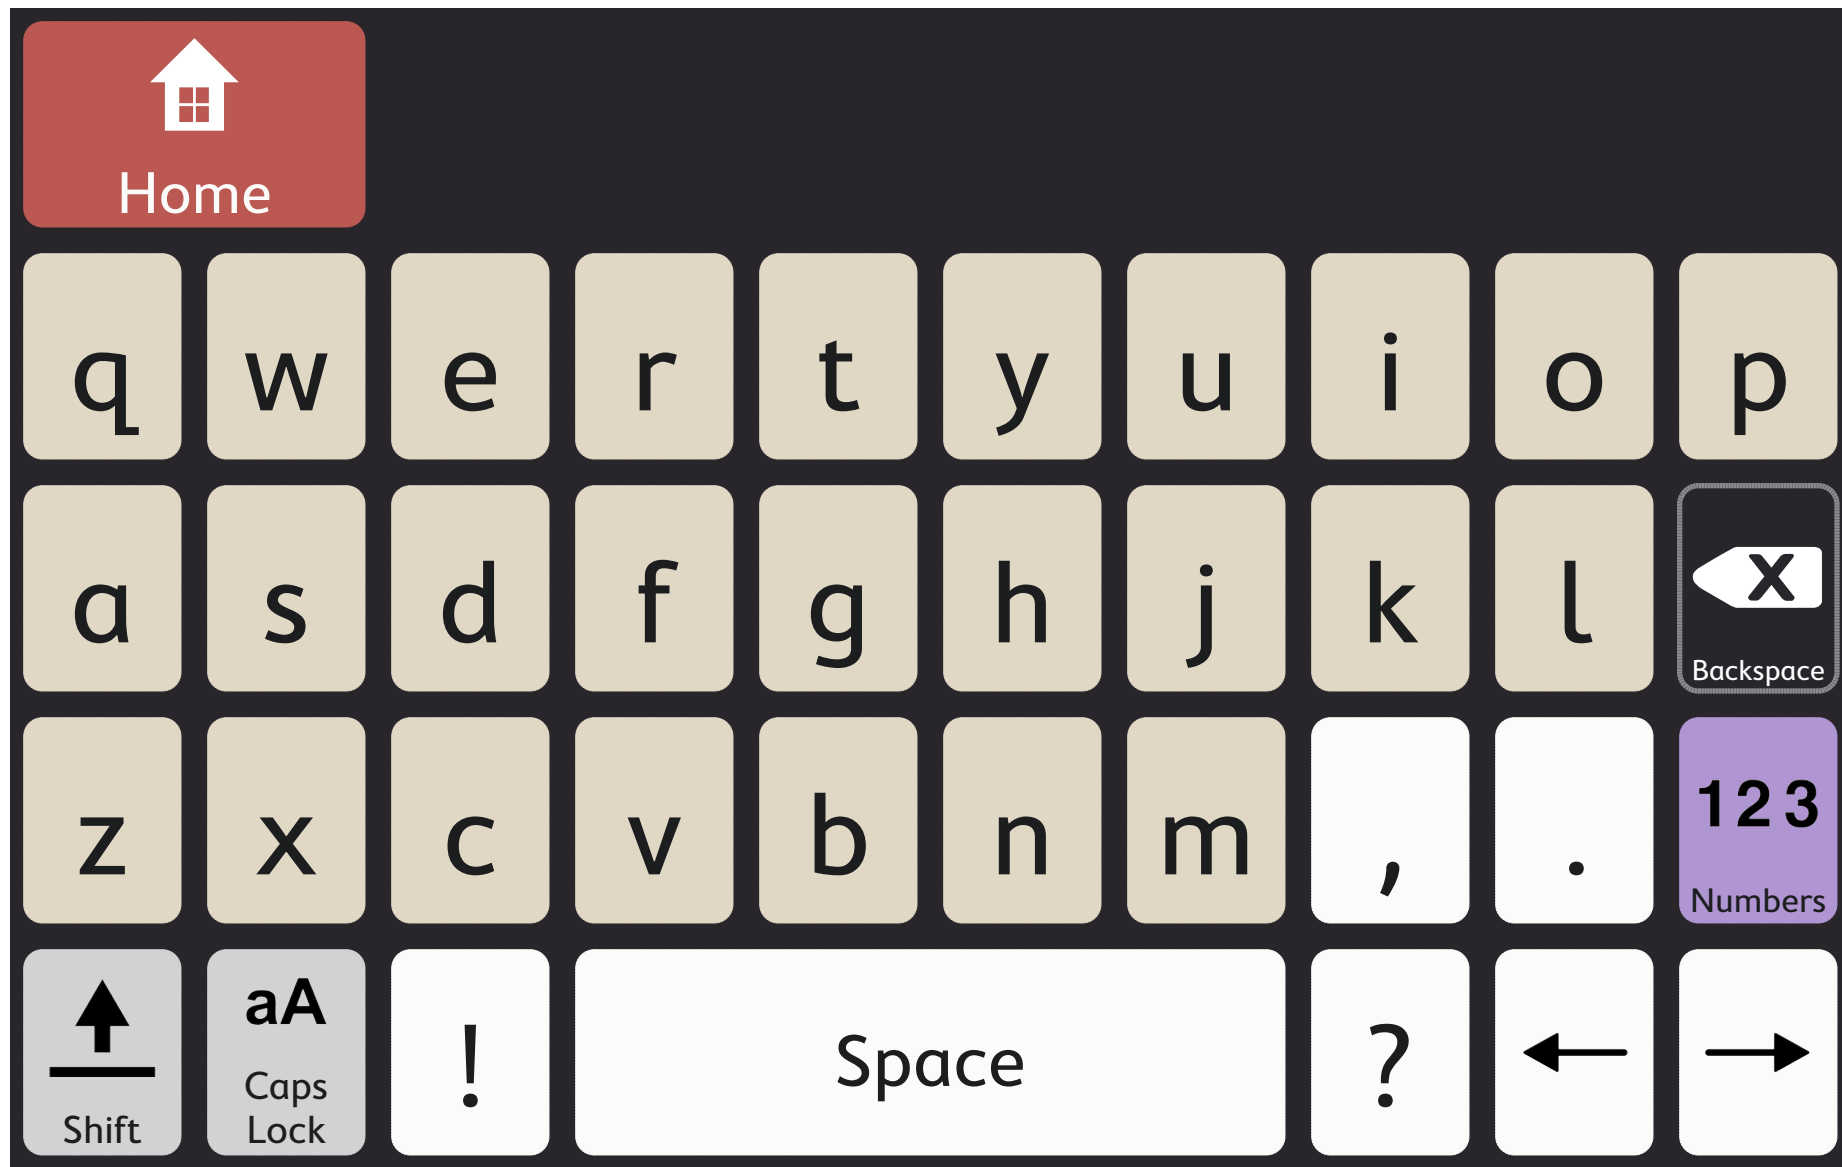 Home
q w e r t y u i o p
a s d f g h j k l X
Backspace
z x c v b n m , . 123
Numbers
Shift aA Caps Lock ! Space ? ← →